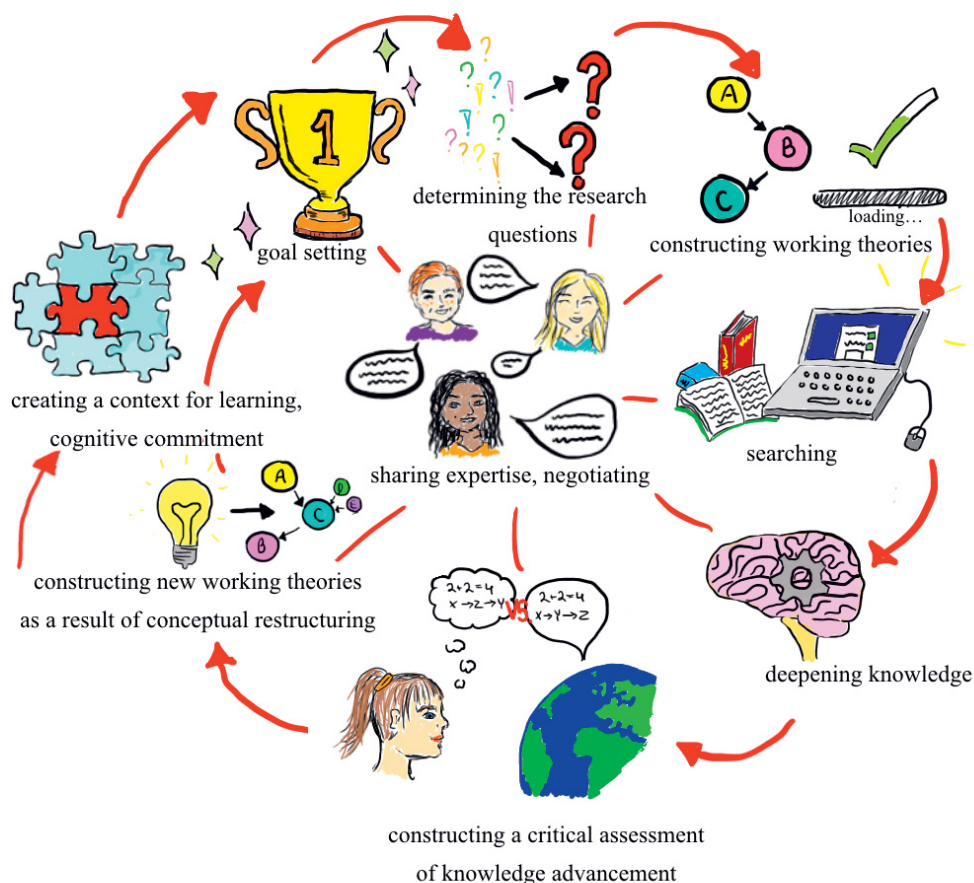 1
? ? ? ? ! ! ? ! ? ? ? ? !
?
?
determining the research
questions
goal setting
A
B
C
loading...
constructing working theories
creating a context for learning,
cognitive commitment
sharing expertise, negotiating
searching
A
C
D
E
B
constructing new working theories
as a result of conceptual restructuring
2+2=4
X→Z→Y
VS.
2+2=4
X→Y→Z
deepening knowledge
constructing a critical assessment
of knowledge advancement